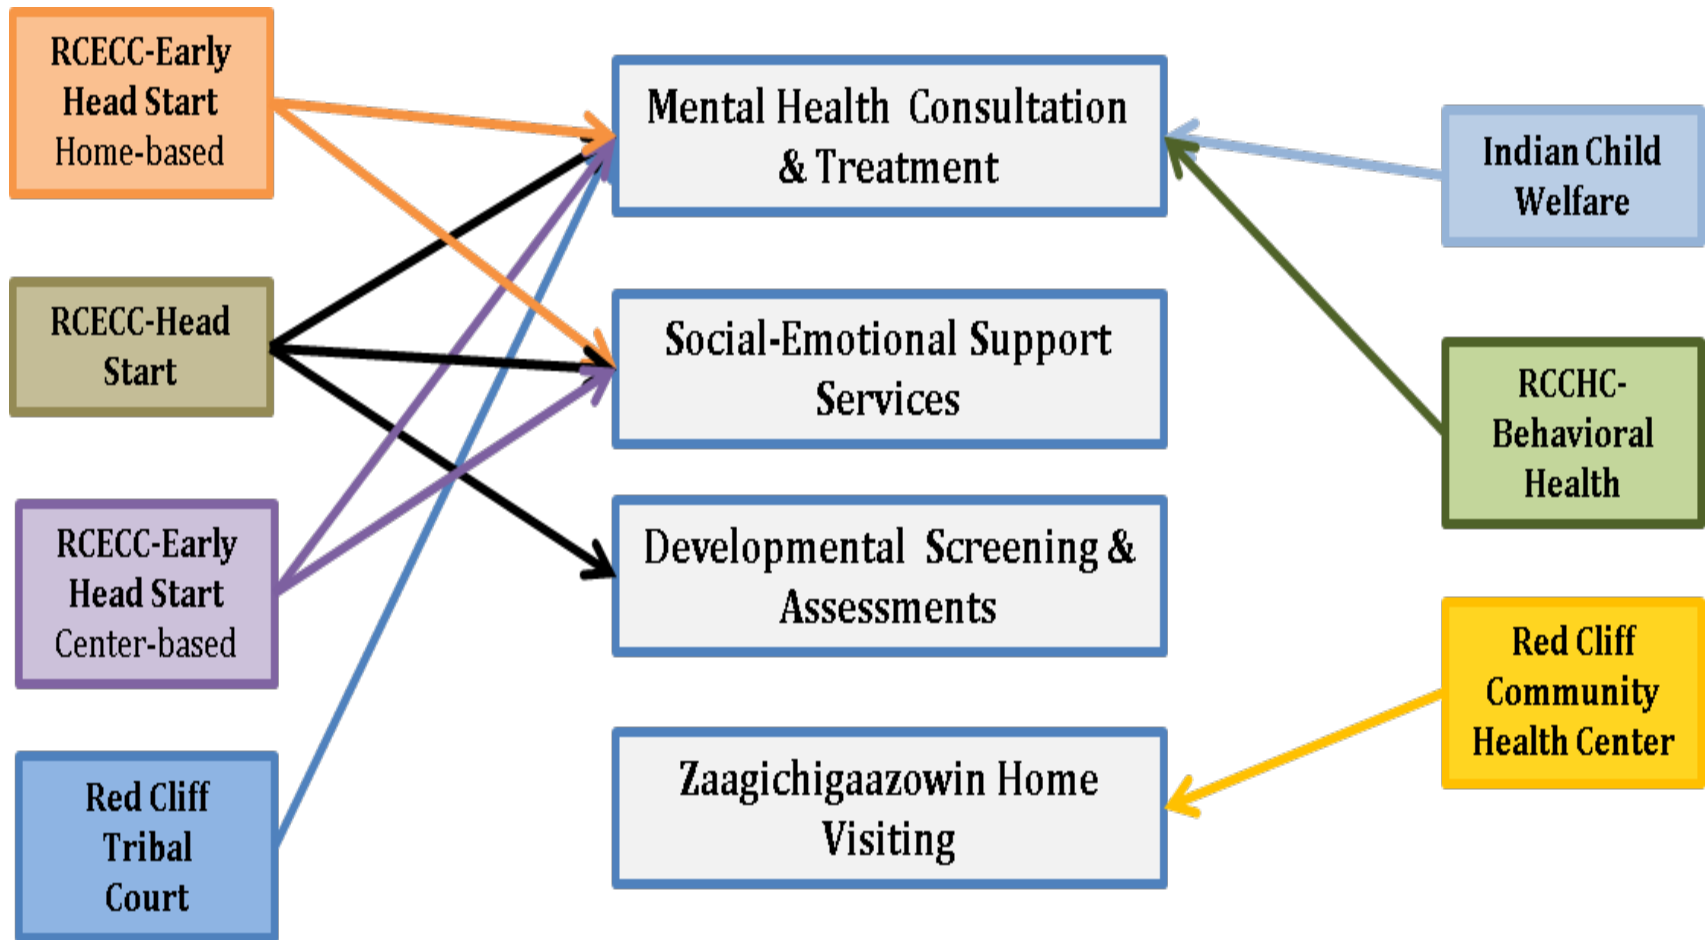 RCECC-Early
Head Start
Home-based
RCECC-Head
Start
RCECC-Early
Head Start
Center-based
Red Cliff
Tribal
Court
Mental Health Consultation
& Treatment
Social-Emotional Support
Services
Developmental Screening &
Assessments
Zaagichigaazowin Home
Visiting
Indian Child
Welfare
RCCHC-
Behavioral
Health
Red Cliff
Community
Health Center